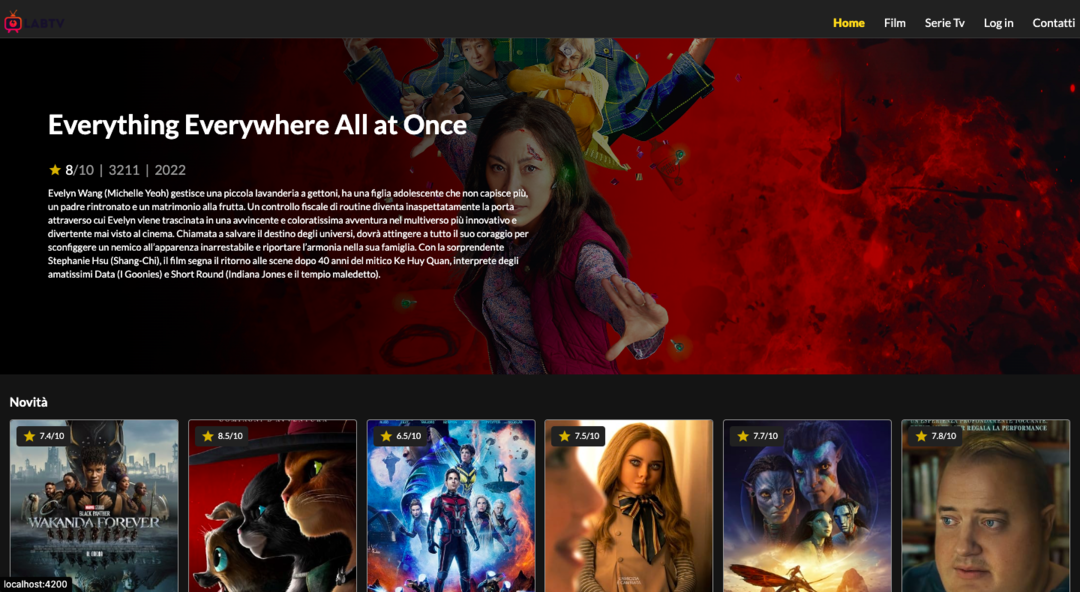 LABTV
Home Film Serie Tv Log in Contatti
Everything Everywhere All at Once
8/10 | 3211 | 2022
Evelyn Wang (Michelle Yeoh) gestisce una piccola lavanderia a gettoni, ha una figlia adolescente che non capisce più,
un padre rintronato e un matrimonio alla frutta. Un controllo fiscale di routine diventa inaspettatamente la porta
attraverso cui Evelyn viene trascinata in una avvincente e coloratissima avventura nel multiverso più innovativo e
divertente mai visto al cinema. Chiamata a salvare il destino degli universi, dovrà attingere a tutto il suo coraggio per
sconfiggere un nemico all'apparenza inarrestabile e riportare l'armonia nella sua famiglia. Con la sorprendente
Stephanie Hsu (Shang-Chi), il film segna il ritorno alle scene dopo 40 anni del mitico Ke Huy Quan, interprete degli
amatissimi Data (I Goonies) e Short Round (Indiana Jones e il tempio maledetto).
Novità
7.4/10 8.5/10 6.5/10 7.5/10 7.7/10 7.8/10
E REGALA LA PERFORMANCE
MARVEL STUDIOS
BLACK PANTHER
WAKANDA FOREVER
localhost:4200